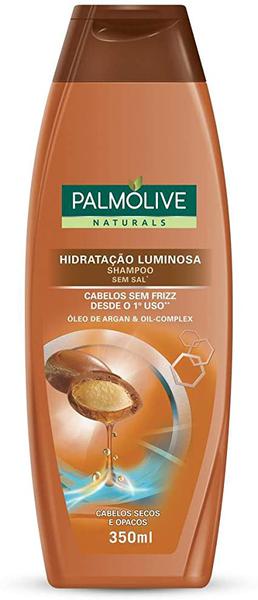 PALMOLIVE
NATURALS
HIDRATAÇÃO LUMINOSA
SHAMPOO
SEM SAL*
CABELOS SEM FRIZZ
DESDE O 1º USO**
ÓLEO DE ARGAN & OIL-COMPLEX
CABELOS SECOS
E OPACOS
350ml